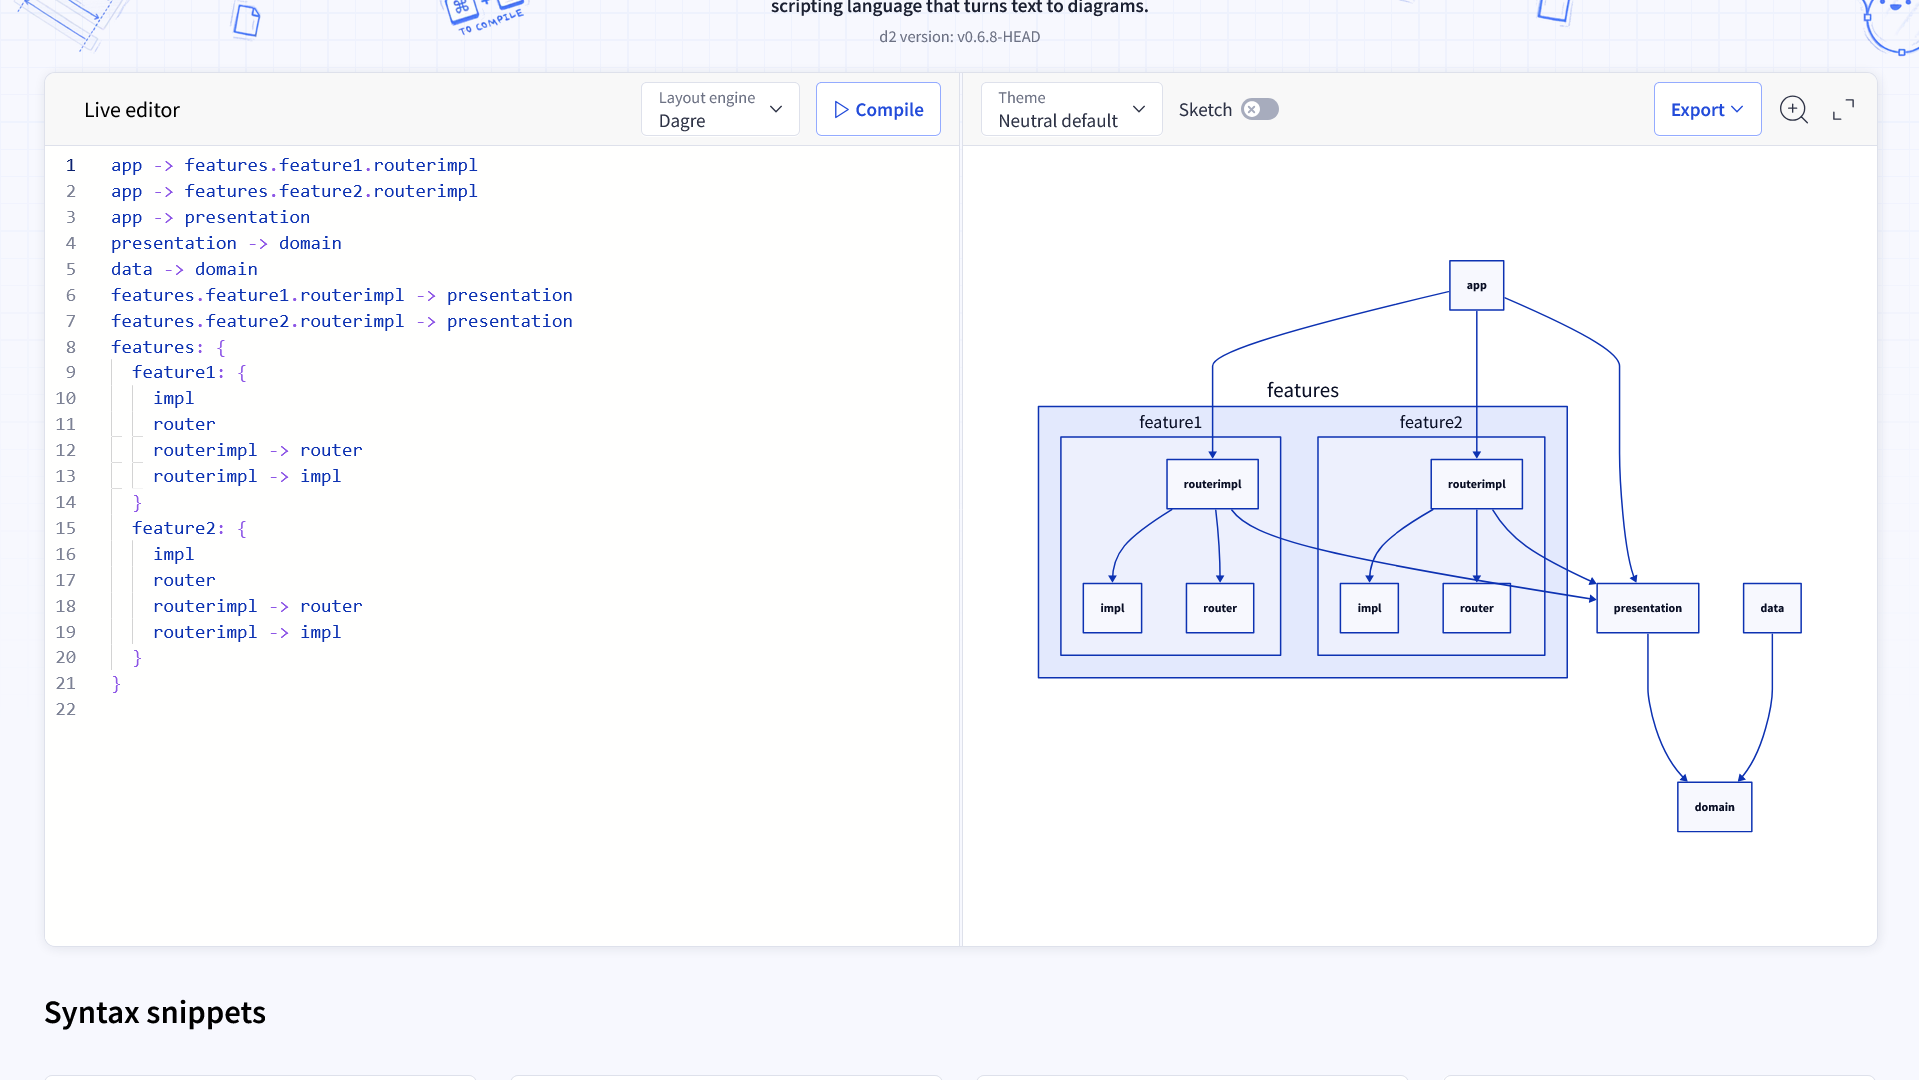 scripting language that turns text to diagrams.
TO COMPILE
d2 version: v0.6.8-HEAD
Live editor
Layout engine
Dagre
Compile
Theme
Neutral default
Sketch
Export
1 app -> features.feature1.routerimpl
2 app -> features.feature2.routerimpl
3 app -> presentation
4 presentation -> domain
5 data -> domain
6 features.feature1.routerimpl -> presentation
7 features.feature2.routerimpl -> presentation
8 features: {
9 feature1: {
10 impl
11 router
12 routerimpl -> router
13 routerimpl -> impl
14 }
15 feature2: {
16 impl
17 router
18 routerimpl -> router
19 routerimpl -> impl
20 }
21 }
22
app
features
feature1
feature2
routerimpl
routerimpl
impl
router
impl
router
presentation
data
domain
Syntax snippets